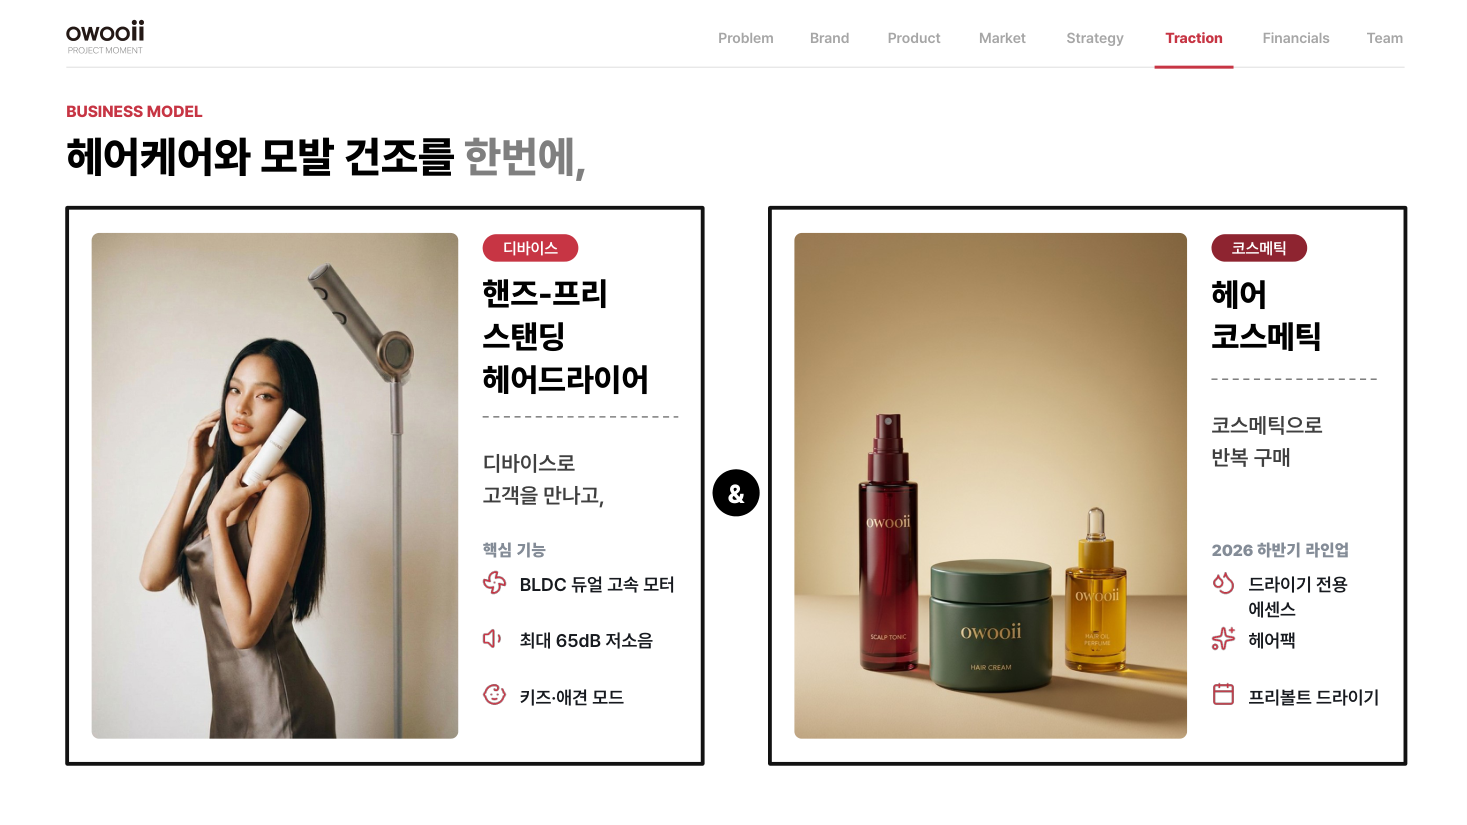 owooii
PROJECT MOMENT
Problem
Brand
Product
Market
Strategy
Traction
Financials
Team
BUSINESS MODEL
헤어케어와 모발 건조를 한번에,
디바이스
핸즈-프리
스탠딩
헤어드라이어
디바이스로
고객을 만나고,
핵심 기능
BLDC 듀얼 고속 모터
최대 65dB 저소음
키즈·애견 모드
&
owooii
SCALP TONIC
owooii
HAIR CREAM
owooii
HAIR OIL
PERFUME
코스메틱
헤어
코스메틱
코스메틱으로
반복 구매
2026 하반기 라인업
드라이기 전용
에센스
헤어팩
프리볼트 드라이기